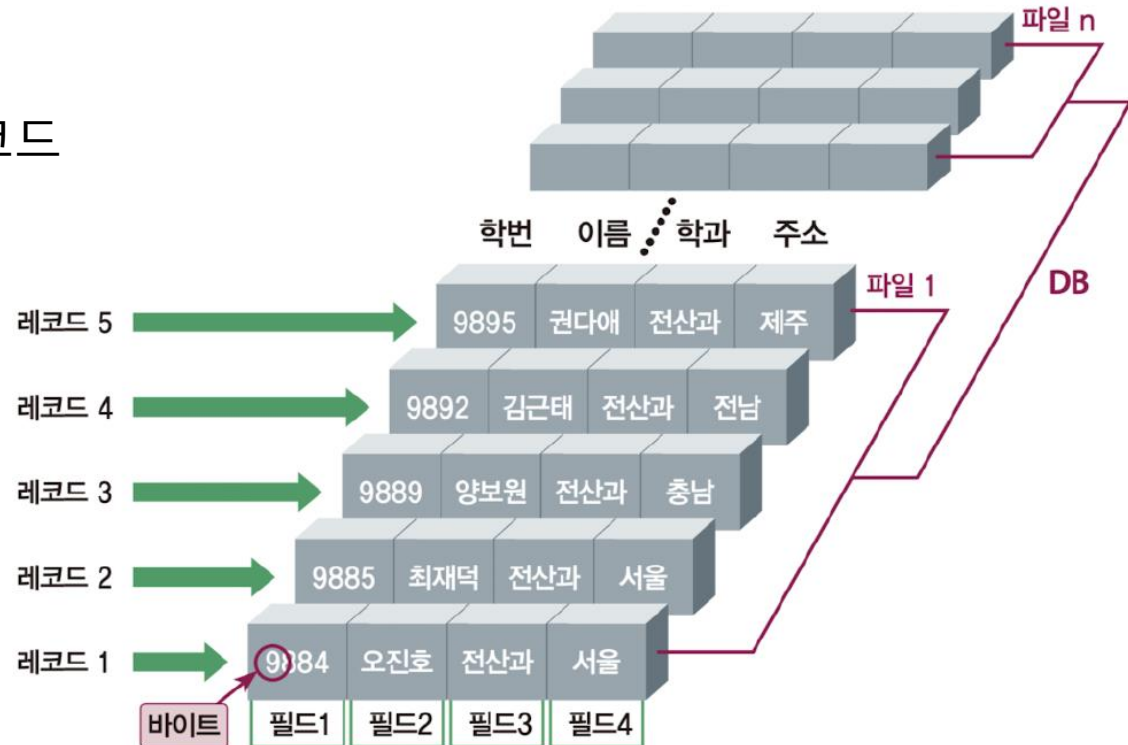 파일 n
코드
학번 이름 학과 주소
DB
파일 1
레코드 5 9895 권다애 전산과 제주
레코드 4 9892 김근태 전산과 전남
레코드 3 9889 양보원 전산과 충남
레코드 2 9885 최재덕 전산과 서울
레코드 1 9884 오진호 전산과 서울
바이트 필드1 필드2 필드3 필드4